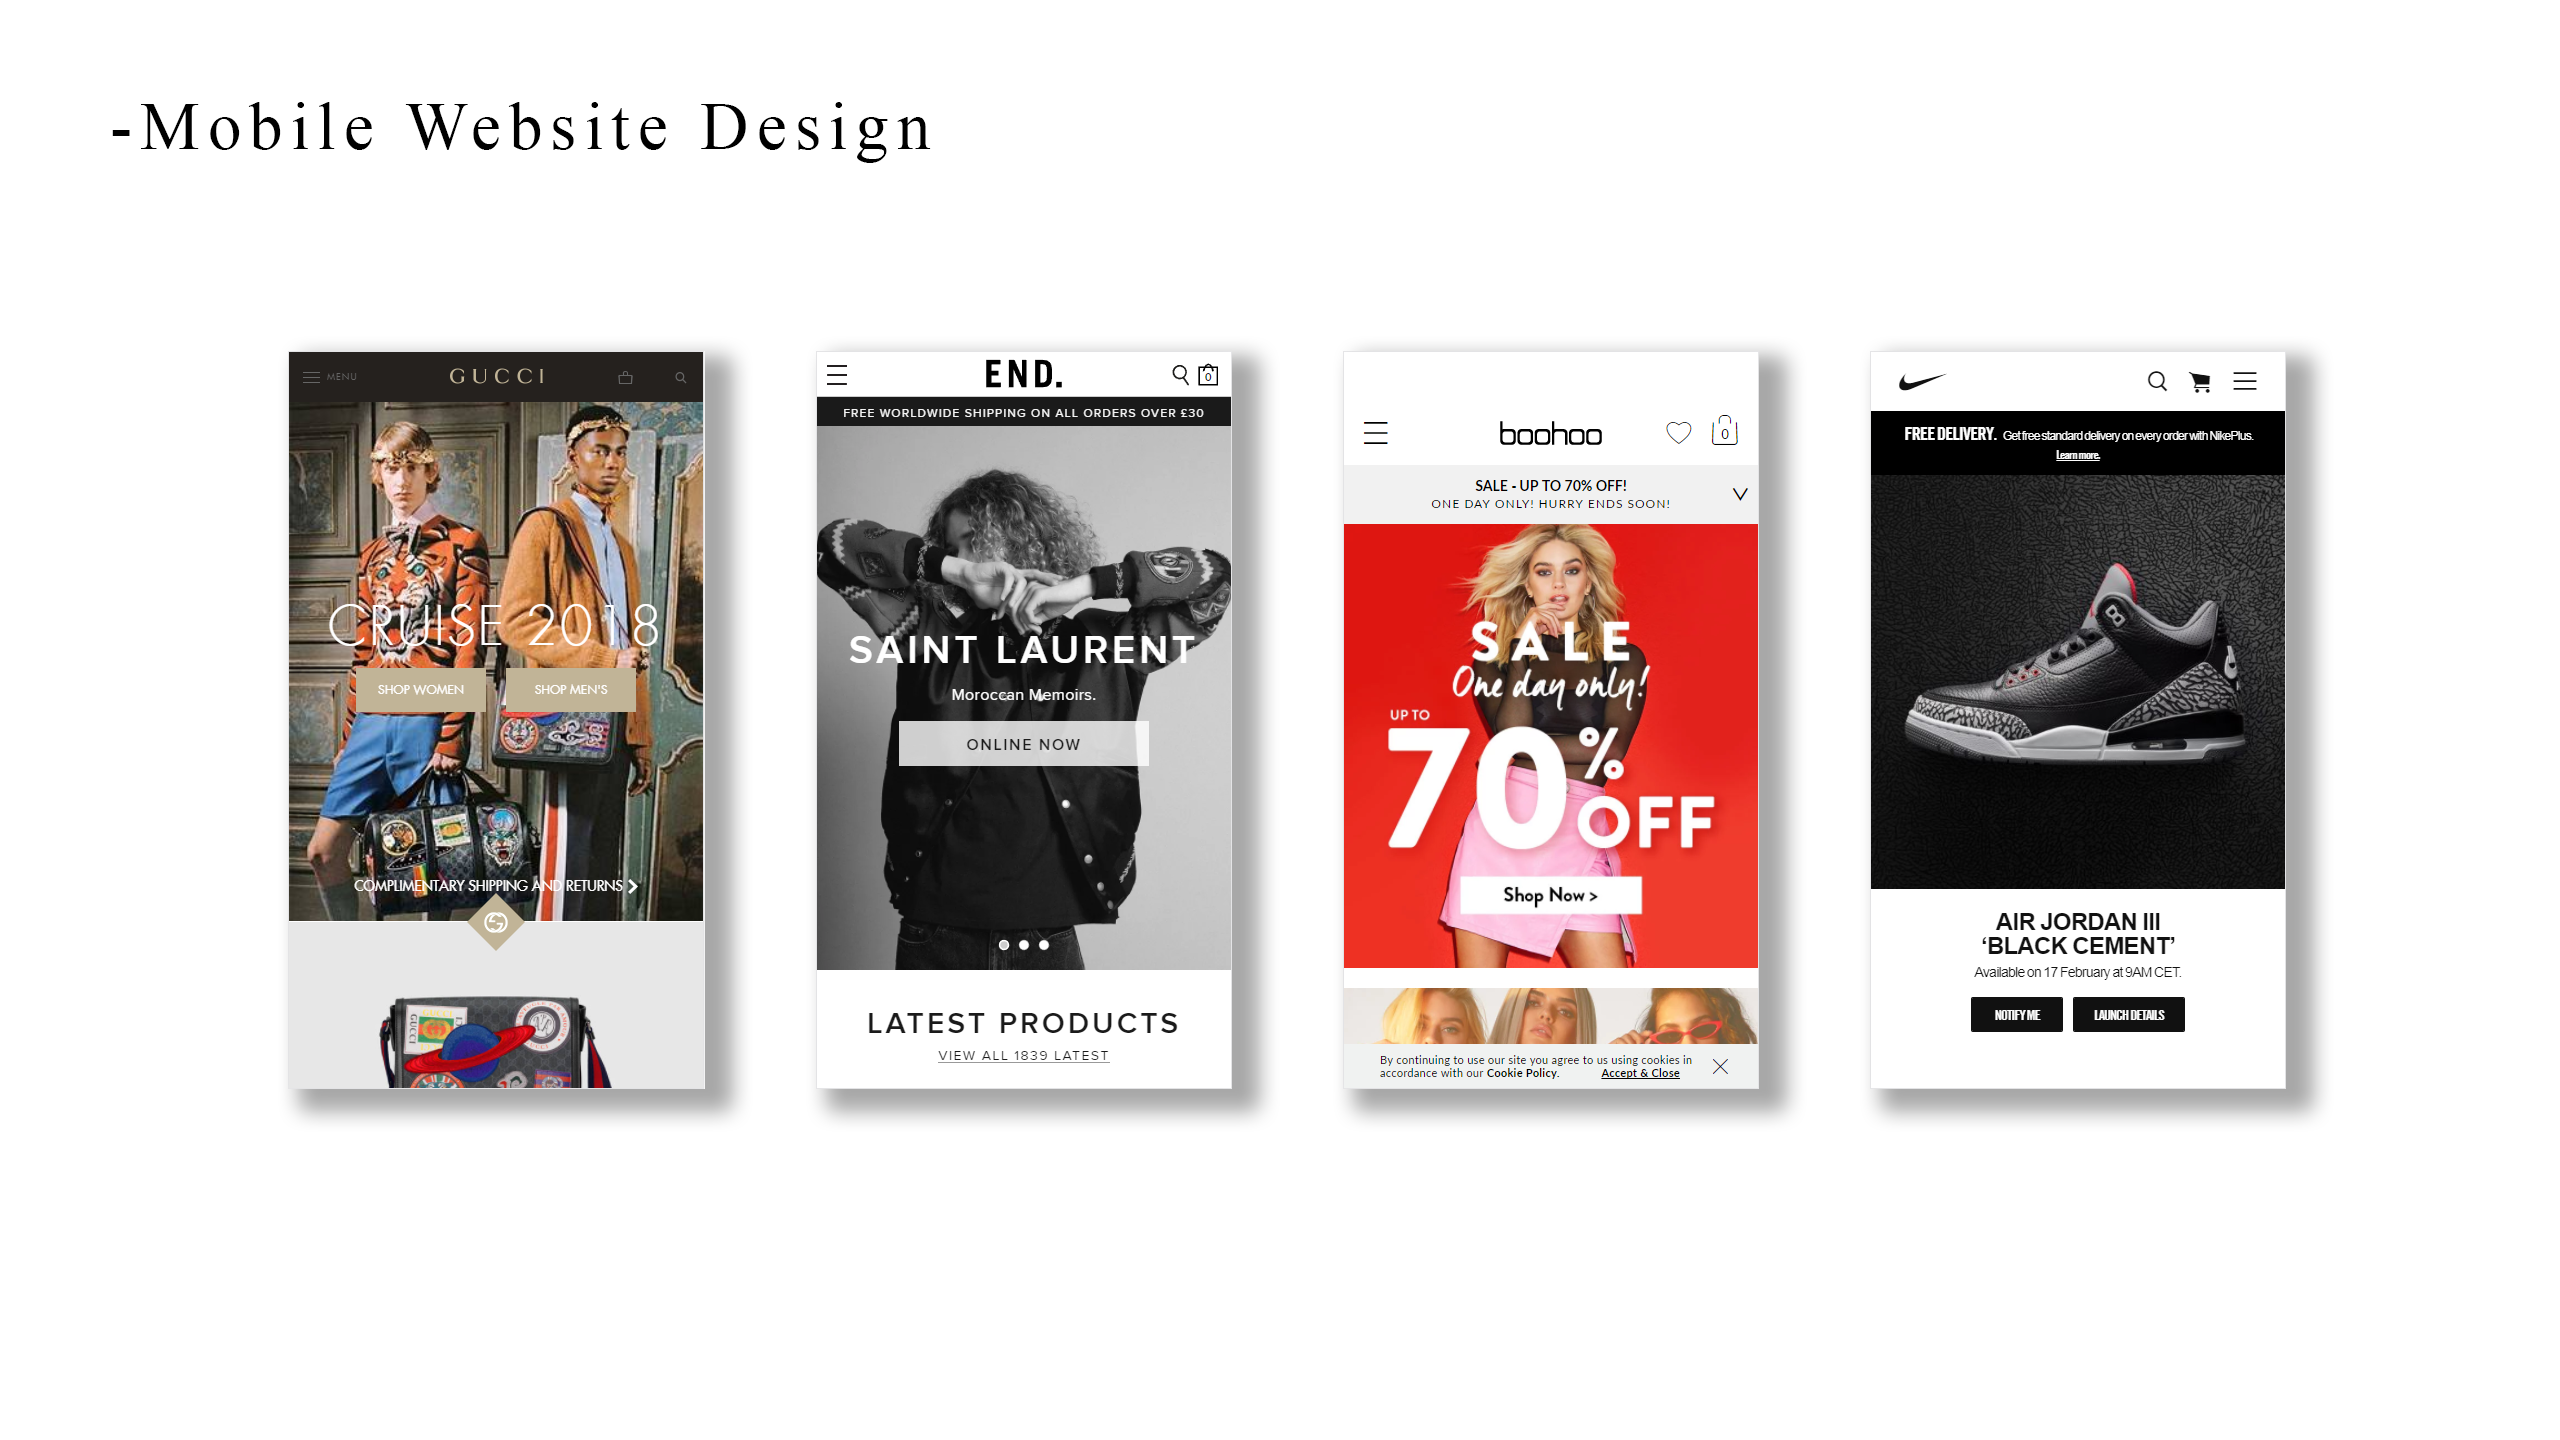 -Mobile Website Design
MENU
GUCCI
CRUISE 2018
SHOP WOMEN
SHOP MEN'S
COMPLIMENTARY SHIPPING AND RETURNS
END.
0
FREE WORLDWIDE SHIPPING ON ALL ORDERS OVER £30
SAINT LAURENT
Moroccan Memoirs.
ONLINE NOW
LATEST PRODUCTS
VIEW ALL 1839 LATEST
boohoo
0
SALE - UP TO 70% OFF!
ONE DAY ONLY! HURRY ENDS SOON!
SALE
One day only!
UP TO
70% OFF
Shop Now >
By continuing to use our site you agree to us using cookies in
accordance with our Cookie Policy. Accept & Close
FREE DELIVERY. Get free standard delivery on every order with NikePlus.
Learn more.
AIR JORDAN III
‘BLACK CEMENT’
Available on 17 February at 9AM CET.
NOTIFY ME
LAUNCH DETAILS